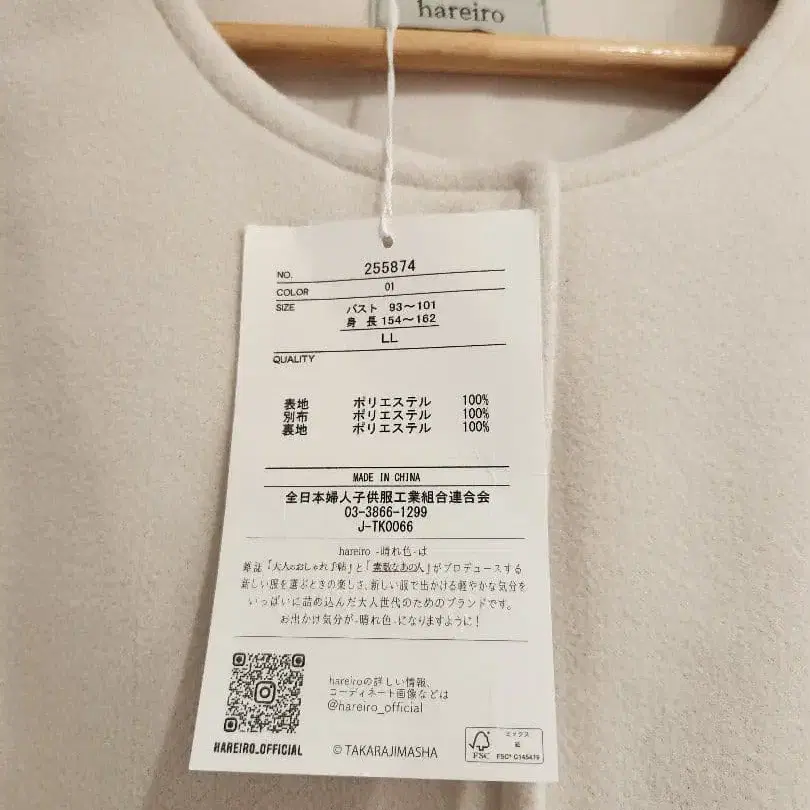 hareiro
NO. 255874
COLOR 01
SIZE バスト 93～101
身 長 154～162
LL
QUALITY
表地 ポリエステル 100%
別布 ポリエステル 100%
裏地 ポリエステル 100%
MADE IN CHINA
全日本婦人子供服工業組合連合会
03-3866-1299
J-TK0066
hareiro -晴れ色-は
雑誌『大人のおしゃれ手帖』と『素敵なあの人』がプロデュースする
新しい服を選ぶときの楽しさ、新しい服で出かける軽やかな気分を
いっぱいに詰め込んだ大人世代のためのブランドです。
お出かけ気分が-晴れ色-になりますように！
hareiroの詳しい情報、
コーディネート画像などは
@hareiro_official
HAREIRO_OFFICIAL
© TAKARAJIMASHA
FSC
ミックス
紙
FSC® C145479